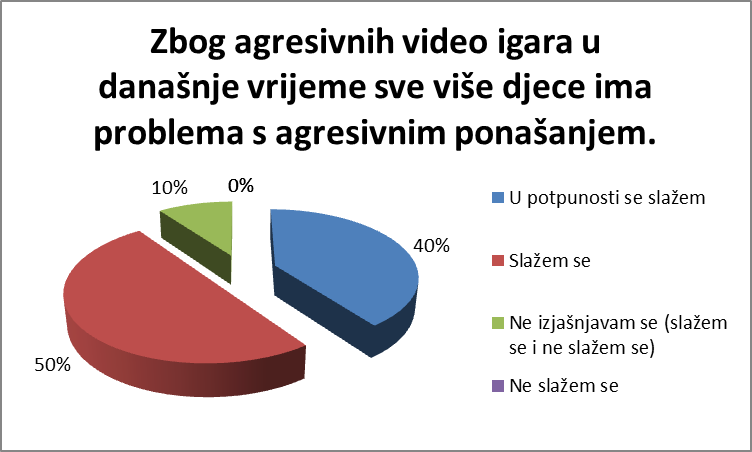 Zbog agresivnih video igara u
današnje vrijeme sve više djece ima
problema s agresivnim ponašanjem.
10%
0%
40%
50%
U potpunosti se slažem
Slažem se
Ne izjašnjavam se (slažem
se i ne slažem se)
Ne slažem se